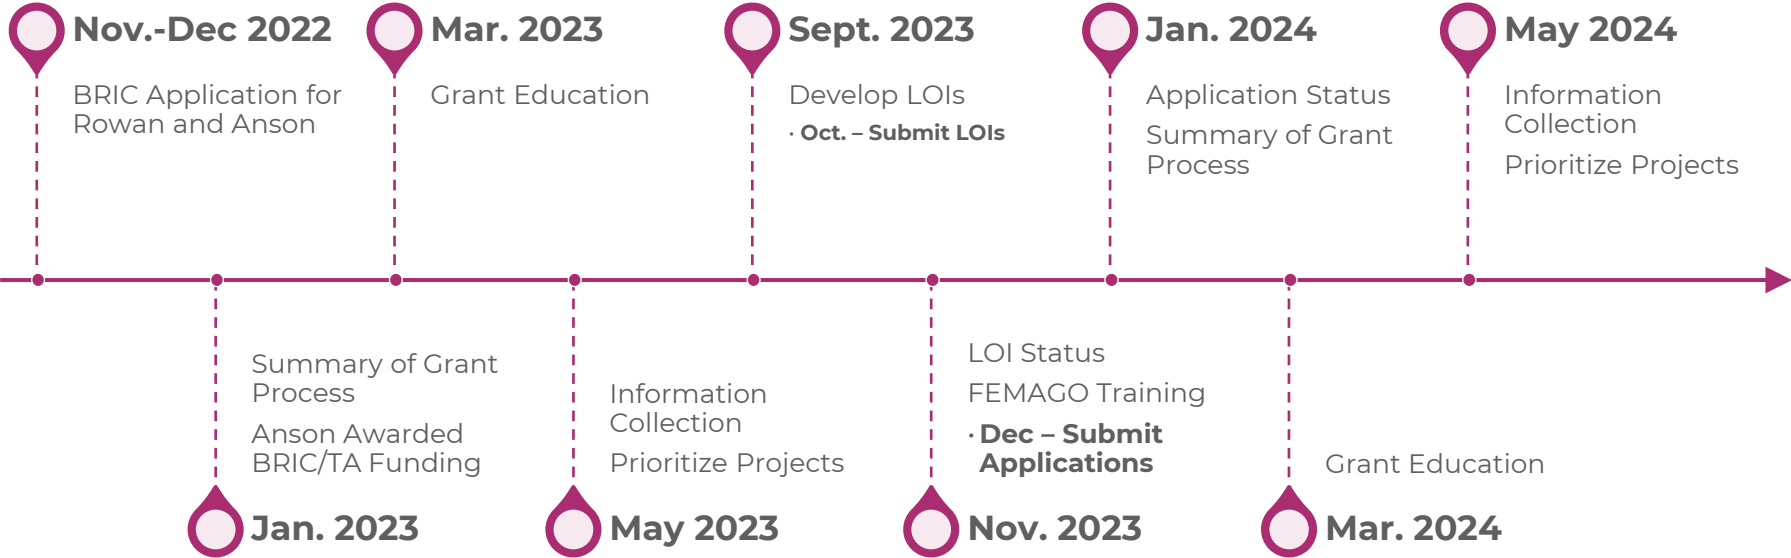 Nov.-Dec 2022
BRIC Application for
Rowan and Anson
Summary of Grant
Process
Anson Awarded
BRIC/TA Funding
Jan. 2023
Mar. 2023
Grant Education
Information
Collection
Prioritize Projects
May 2023
Sept. 2023
Develop LOIs
· Oct. – Submit LOIs
LOI Status
FEMAGO Training
· Dec – Submit
Applications
Nov. 2023
Jan. 2024
Application Status
Summary of Grant
Process
Grant Education
Mar. 2024
May 2024
Information
Collection
Prioritize Projects